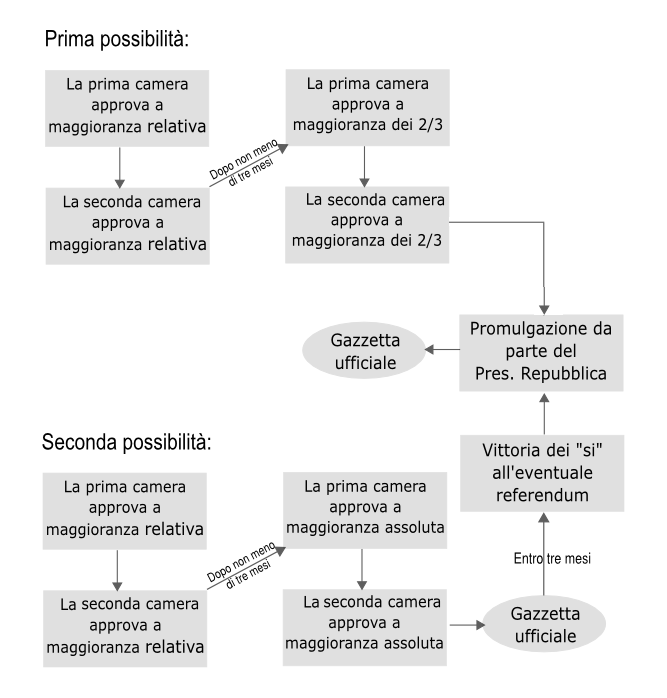 Prima possibilità:
La prima camera
approva a
maggioranza relativa
La seconda camera
approva a
maggioranza relativa
Dopo non meno
di tre mesi
La prima camera
approva a
maggioranza dei 2/3
La seconda camera
approva a
maggioranza dei 2/3
Promulgazione da
parte del
Pres. Repubblica
Gazzetta
ufficiale
Seconda possibilità:
La prima camera
approva a
maggioranza relativa
La seconda camera
approva a
maggioranza relativa
Dopo non meno
di tre mesi
La prima camera
approva a
maggioranza assoluta
La seconda camera
approva a
maggioranza assoluta
Gazzetta
ufficiale
Entro tre mesi
Vittoria dei "si"
all'eventuale
referendum